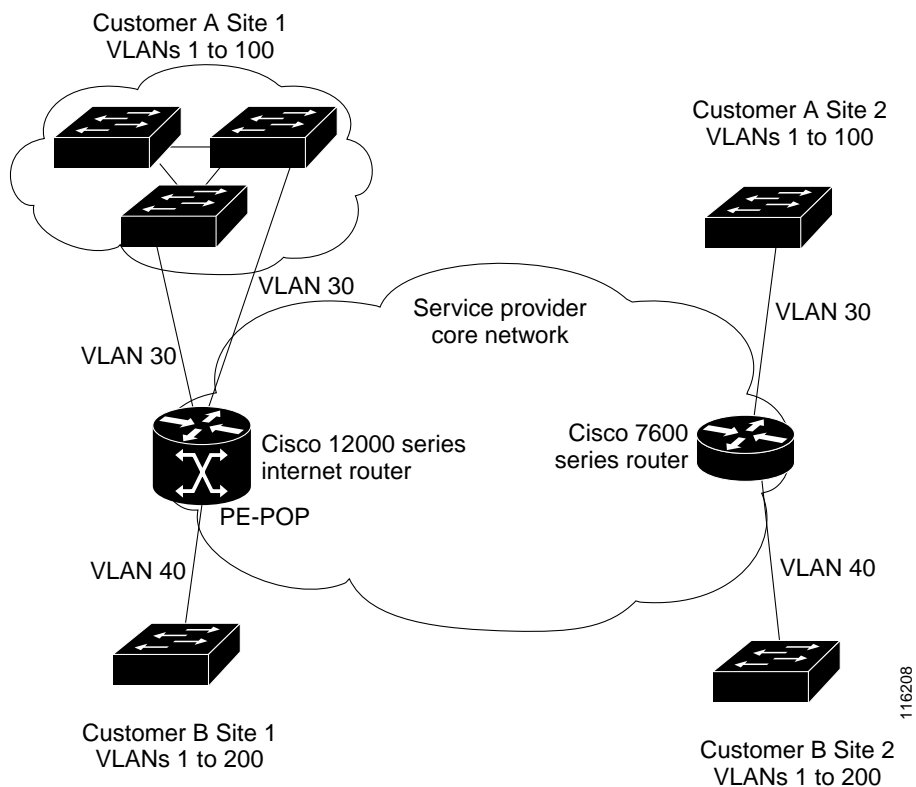 Customer A Site 1
VLANs 1 to 100
Customer A Site 2
VLANs 1 to 100
VLAN 30
Service provider
core network
VLAN 30
VLAN 30
Cisco 12000 series
internet router
Cisco 7600
series router
PE-POP
VLAN 40
VLAN 40
Customer B Site 1
VLANs 1 to 200
Customer B Site 2
VLANs 1 to 200
116208